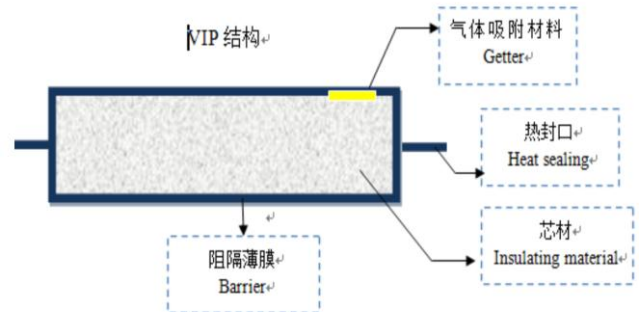 VIP 结构
气体吸附材料
Getter
热封口
Heat sealing
芯材
Insulating material
阻隔薄膜
Barrier